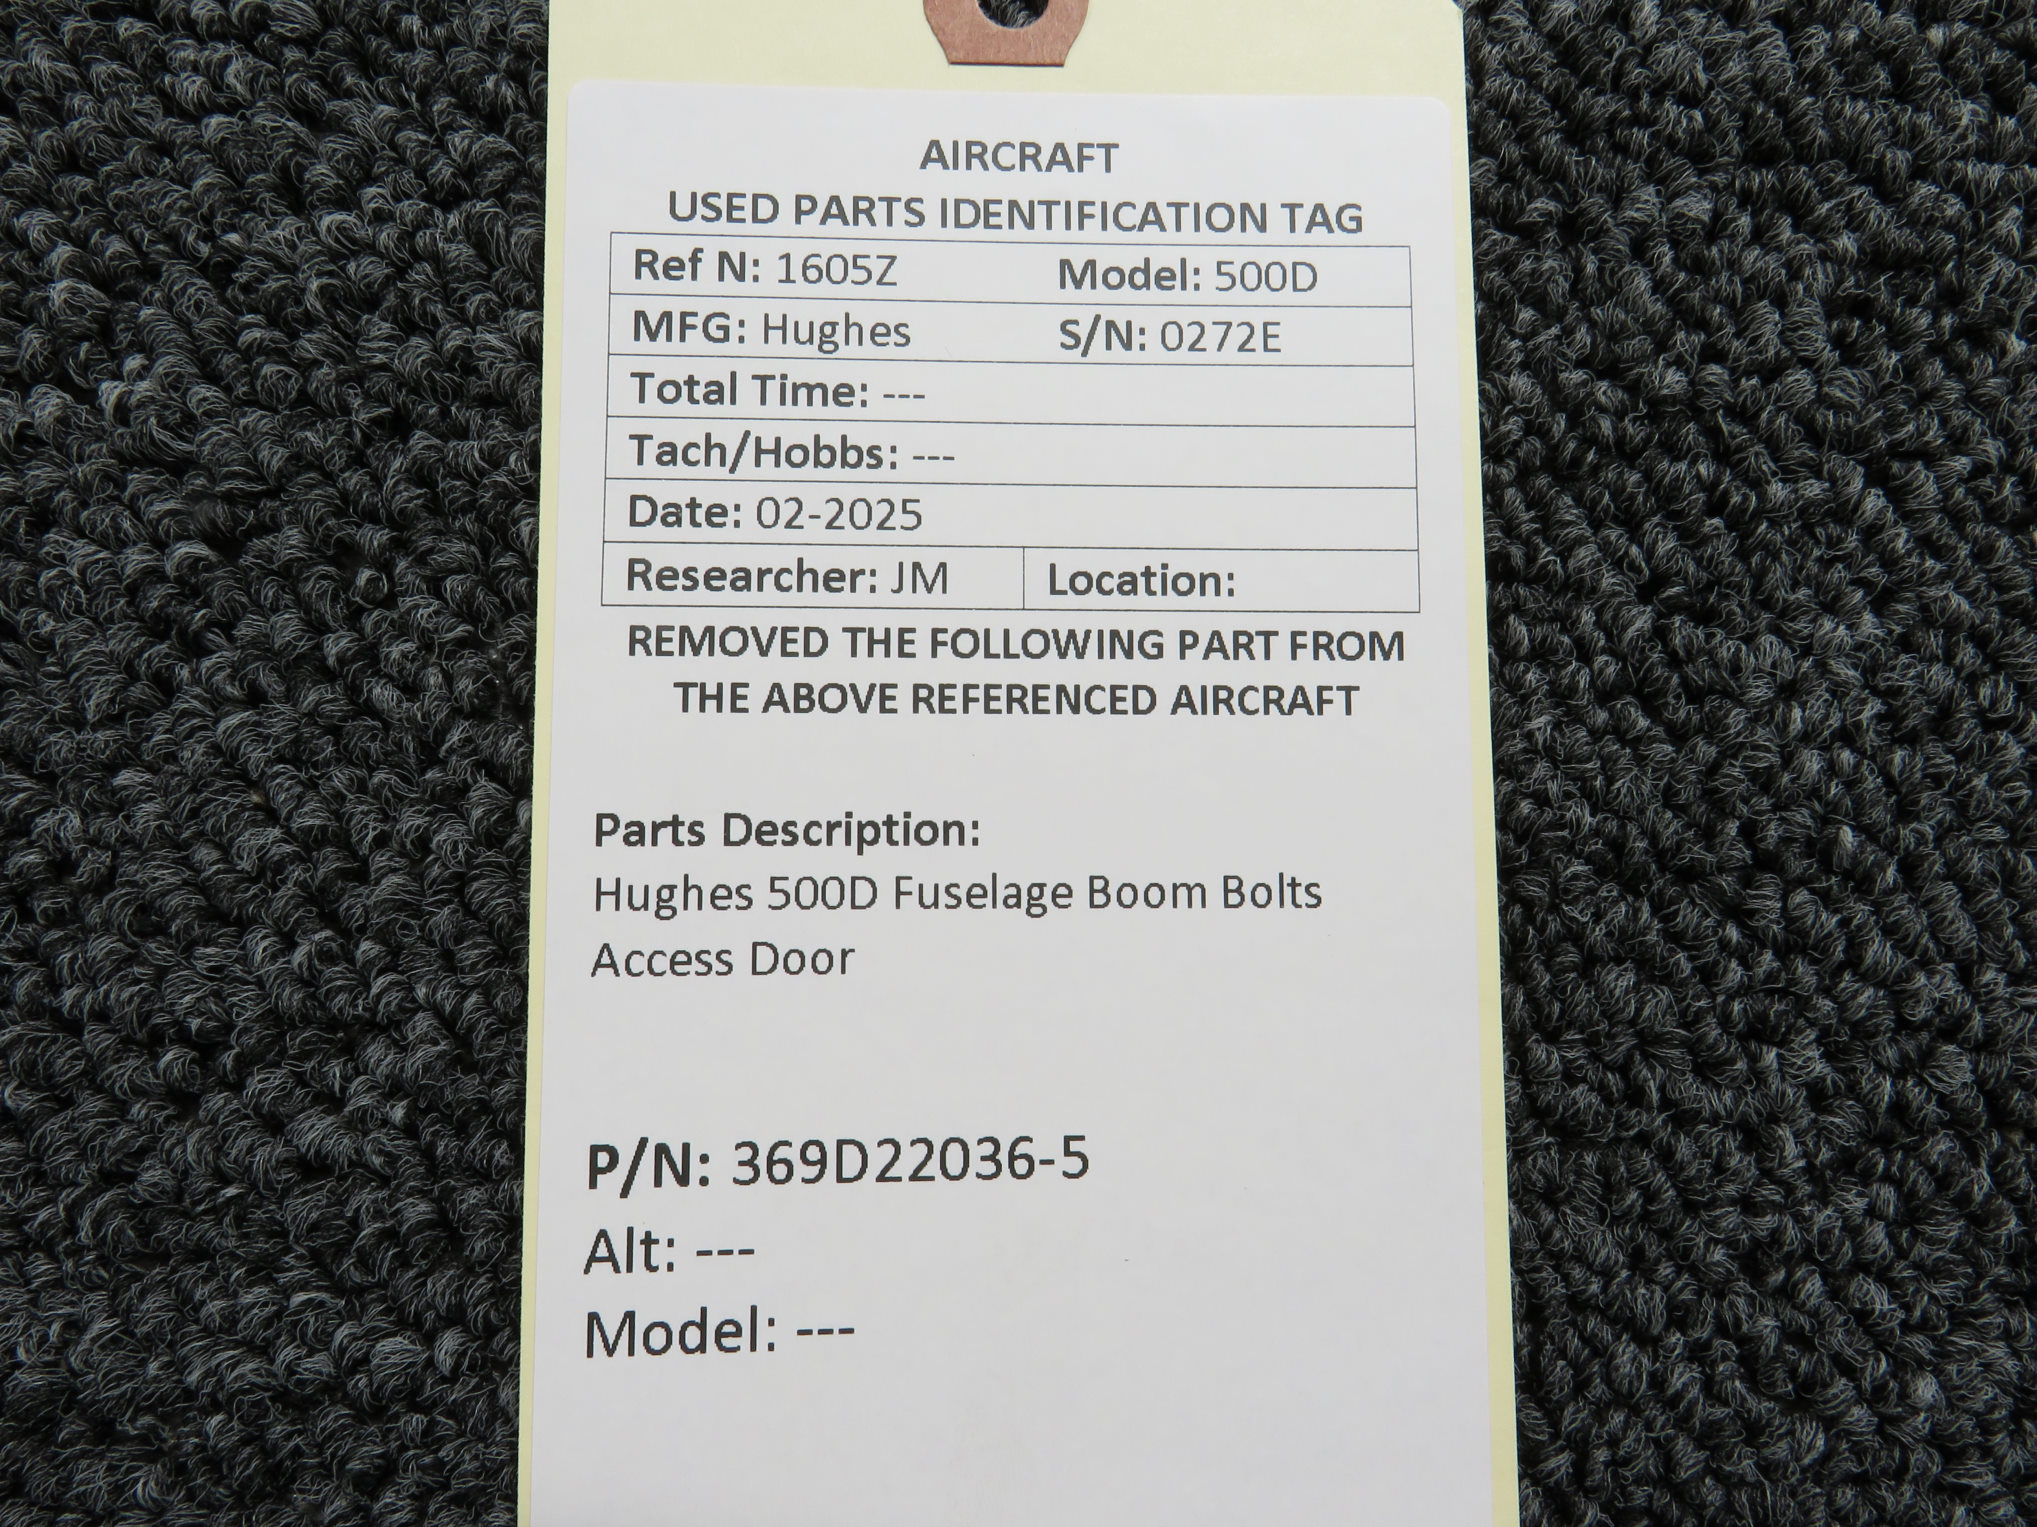 AIRCRAFT
USED PARTS IDENTIFICATION TAG
Ref N: 1605Z Model: 500D
MFG: Hughes S/N: 0272E
Total Time: ---
Tach/Hobbs: ---
Date: 02-2025
Researcher: JM Location:
REMOVED THE FOLLOWING PART FROM
THE ABOVE REFERENCED AIRCRAFT
Parts Description:
Hughes 500D Fuselage Boom Bolts
Access Door
P/N: 369D22036-5
Alt: ---
Model: ---